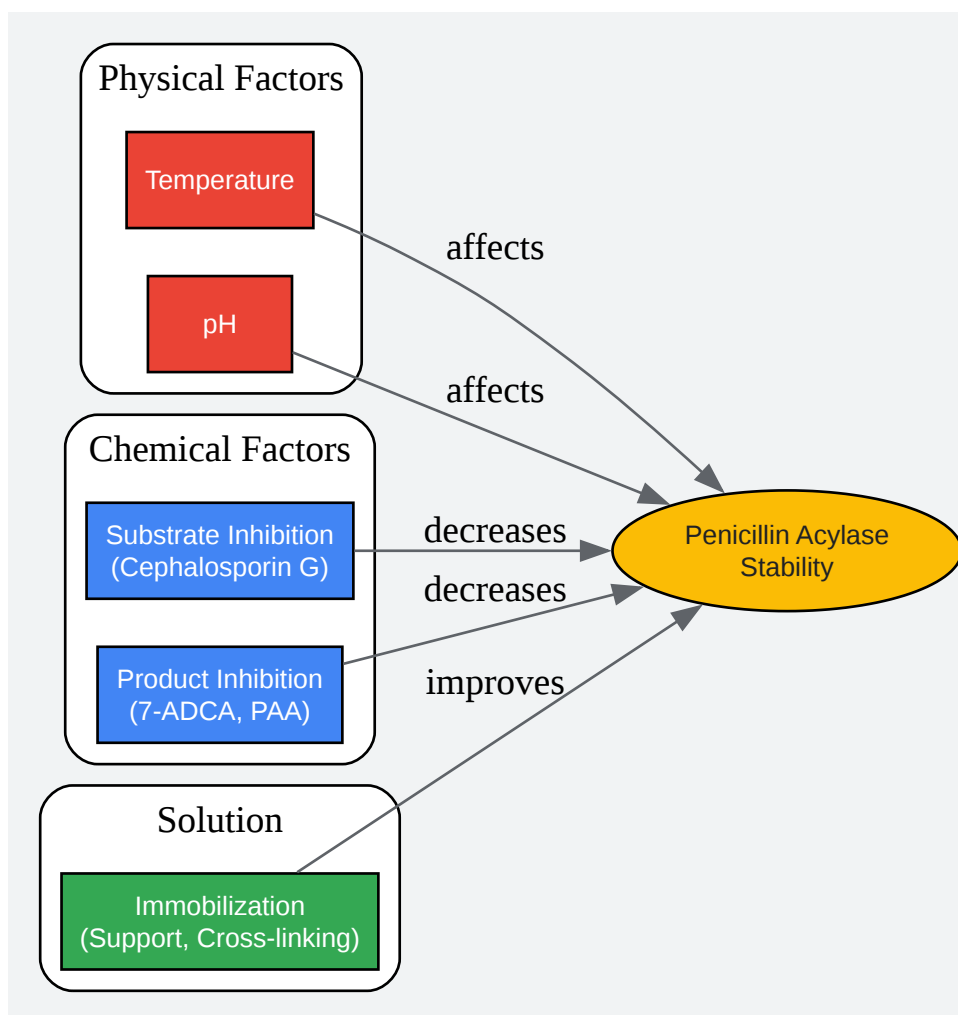 Physical Factors
Temperature
affects
pH
affects
Chemical Factors
Substrate Inhibition
(Cephalosporin G)
decreases
Penicillin Acylase
Stability
decreases
Product Inhibition
(7-ADCA, PAA)
improves
Solution
Immobilization
(Support, Cross-linking)